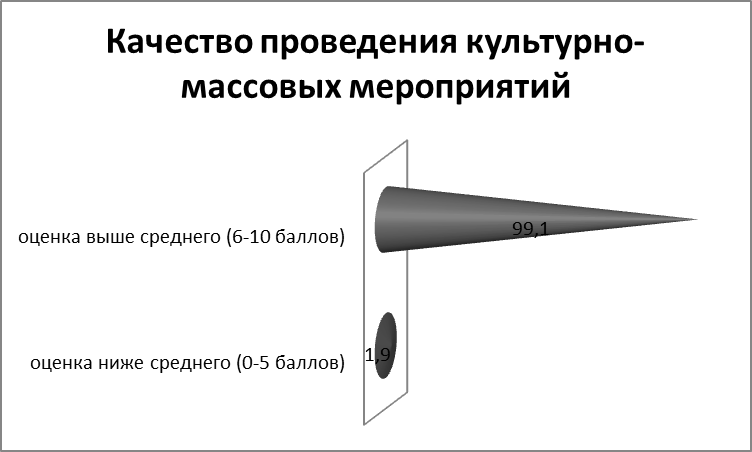 Качество проведения культурно-
массовых мероприятий
оценка выше среднего (6-10 баллов)
99,1
оценка ниже среднего (0-5 баллов)
1,9